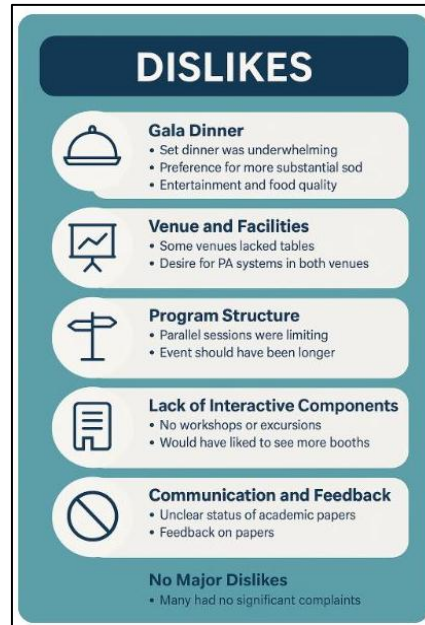 DISLIKES
Gala Dinner
• Set dinner was underwhelming
• Preference for more substantial sod
• Entertainment and food quality
Venue and Facilities
• Some venues lacked tables
• Desire for PA systems in both venues
Program Structure
• Parallel sessions were limiting
• Event should have been longer
Lack of Interactive Components
• No workshops or excursions
• Would have liked to see more booths
Communication and Feedback
• Unclear status of academic papers
• Feedback on papers
No Major Dislikes
• Many had no significant complaints